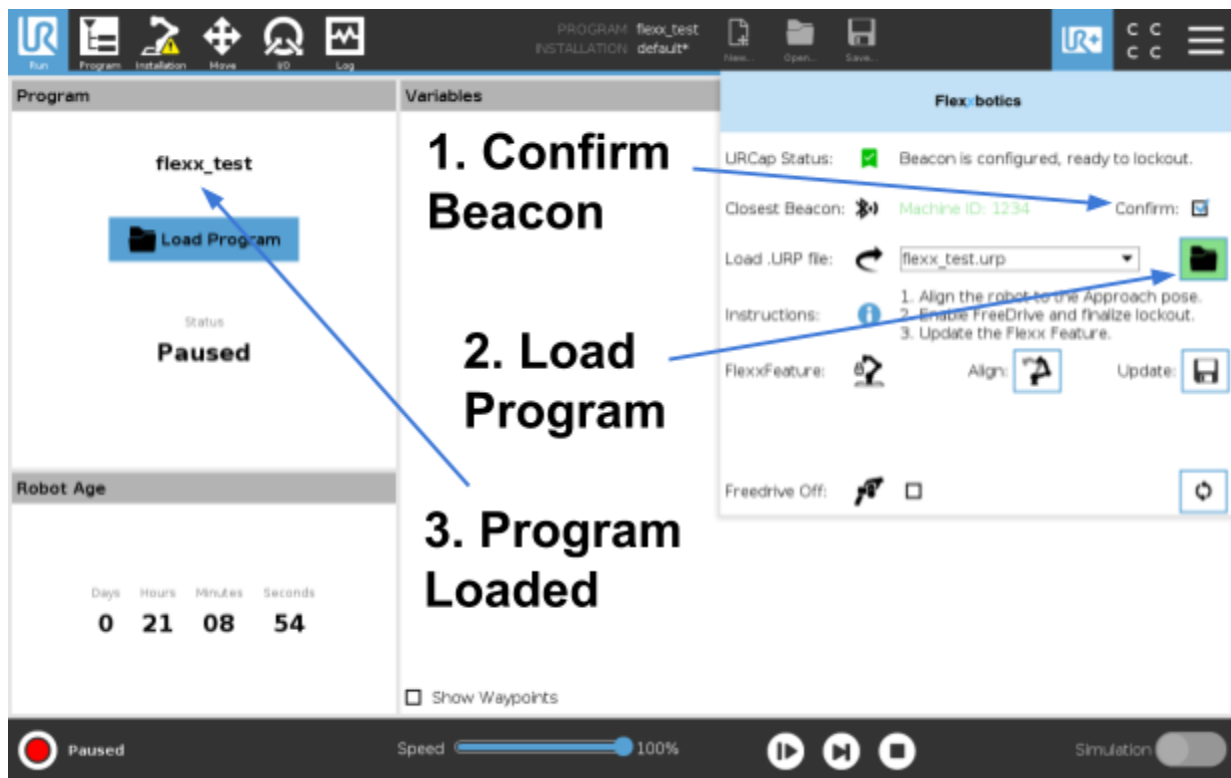 PROGRAM flexx_test
INSTALLATION default*
UR
Run
Program
Installation
Move
I/O
Log
New...
Open...
Save...
UR+
C C
C C
Program
flexx_test
Load Program
Status
Paused
Robot Age
Days Hours Minutes Seconds
0 21 08 54
Variables
1. Confirm
Beacon
2. Load
Program
3. Program
Loaded
Show Waypoints
Flexxbotics
URCap Status: Beacon is configured, ready to lockout.
Closest Beacon: Machine ID: 1234 Confirm:
Load .URP file: flexx_test.urp
Instructions:
1. Align the robot to the Approach pose.
2. Enable FreeDrive and finalize lockout.
3. Update the Flexx Feature.
FlexxFeature: Align: Update:
Freedrive Off:
Paused
Speed 100%
Simulation